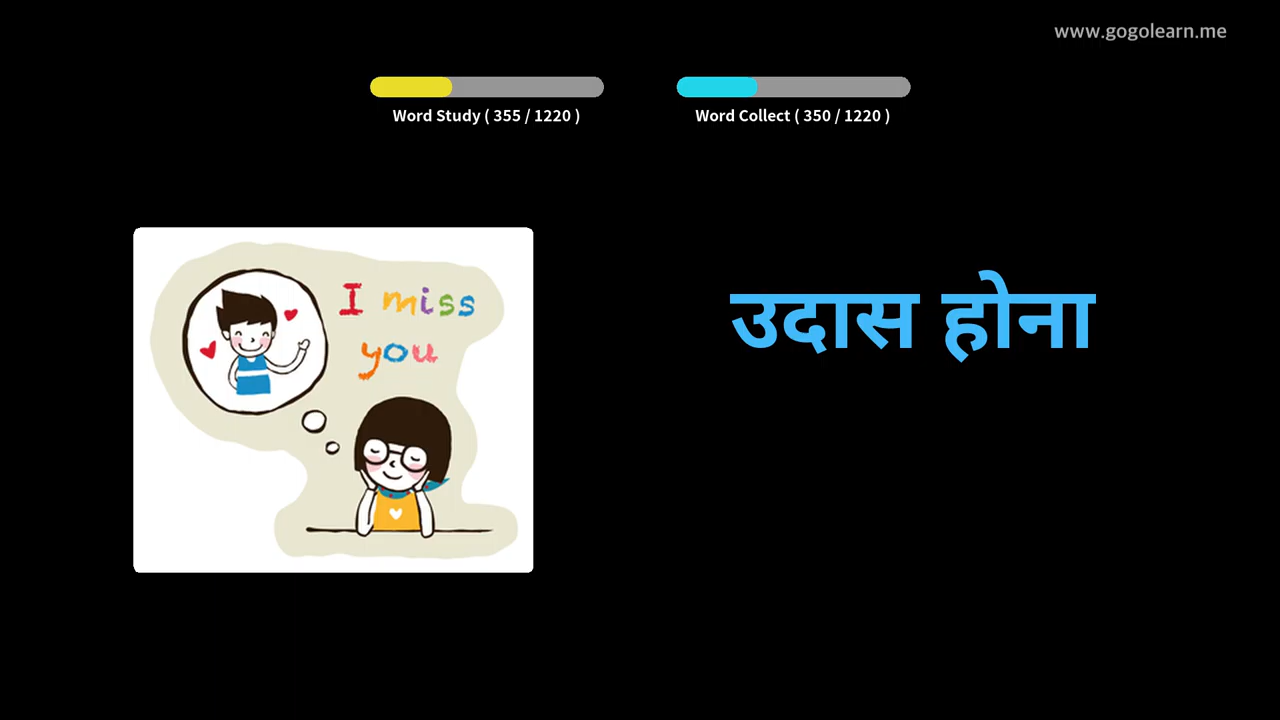 www.gogolearn.me
Word Study ( 355 / 1220 )
Word Collect ( 350 / 1220 )
I miss
you
उदास होना